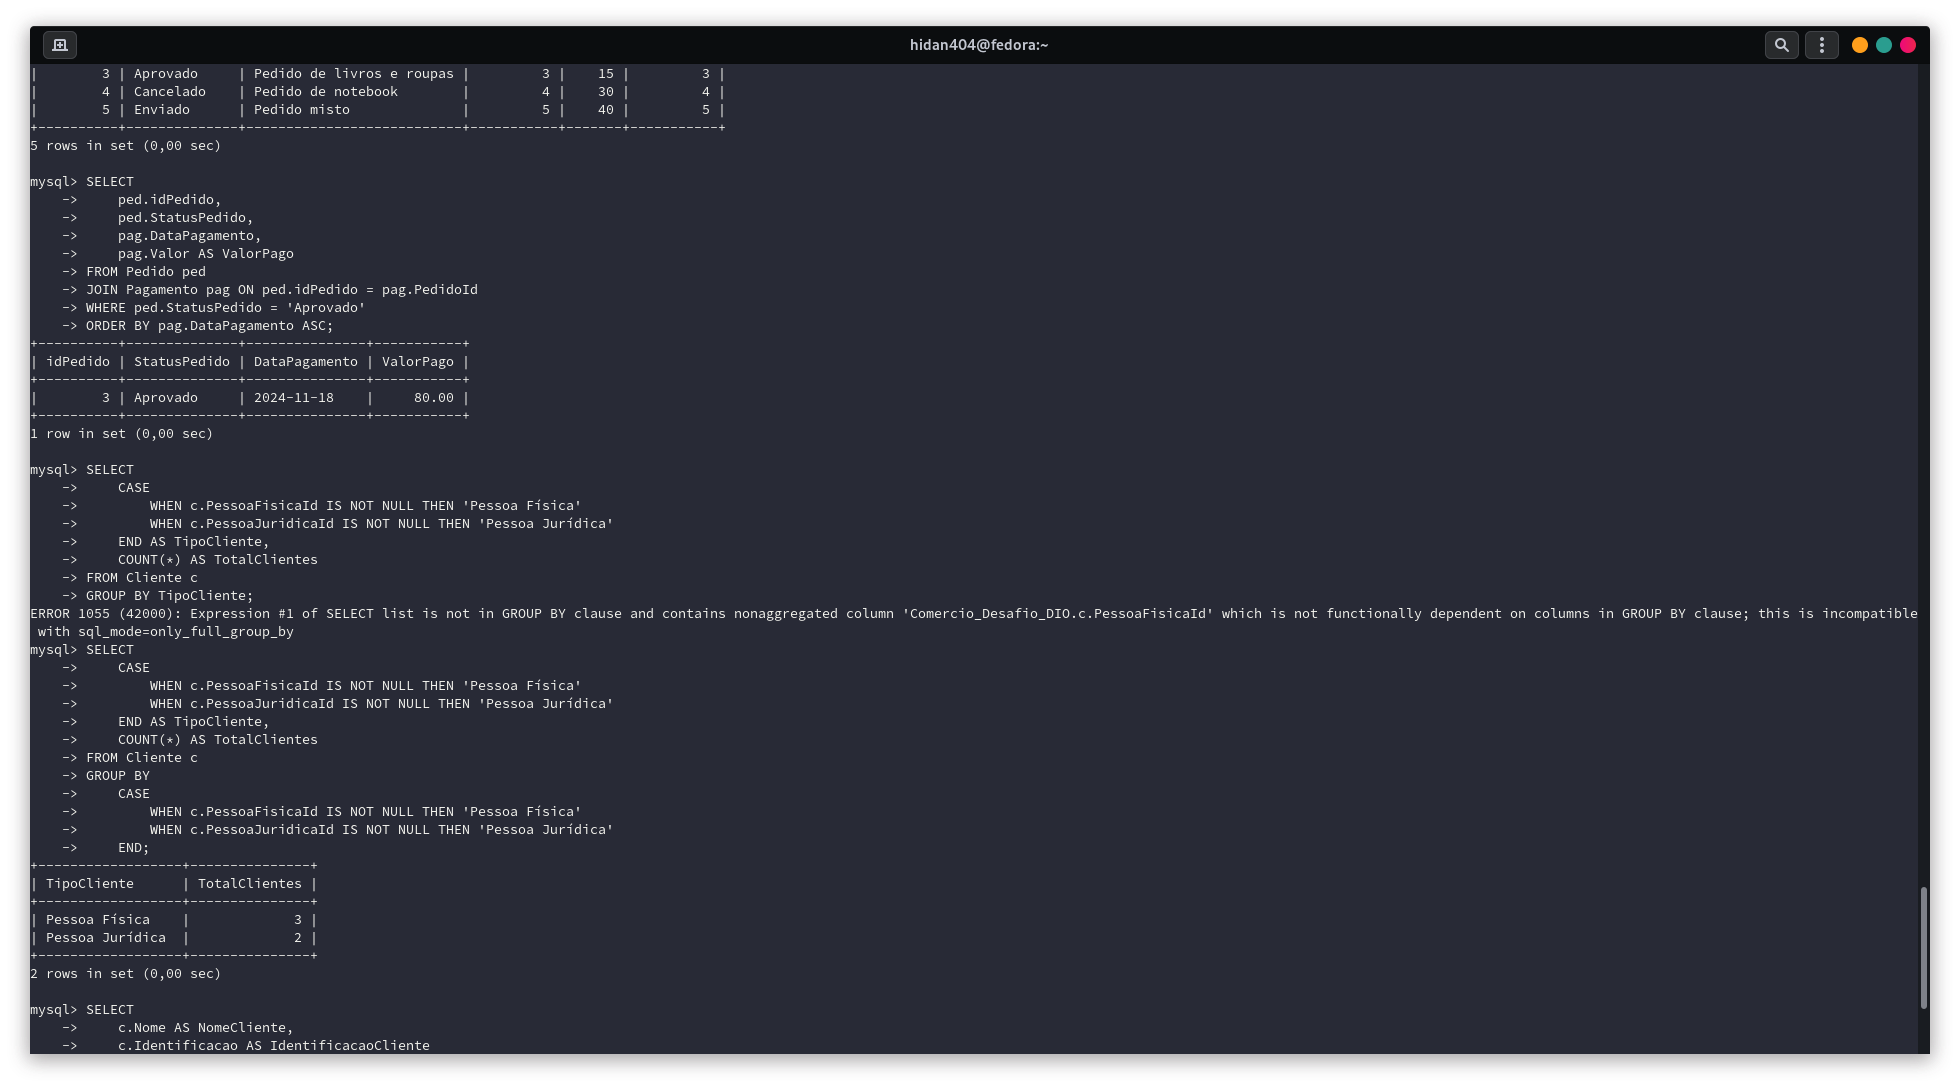 hidan404@fedora:~
|        3 | Aprovado     | Pedido de livros e roupas |         3 |    15 |         3 |
|        4 | Cancelado    | Pedido de notebook        |         4 |    30 |         4 |
|        5 | Enviado      | Pedido misto              |         5 |    40 |         5 |
+----------+--------------+---------------------------+-----------+-------+-----------+
5 rows in set (0,00 sec)
mysql> SELECT
    ->     ped.idPedido,
    ->     ped.StatusPedido,
    ->     pag.DataPagamento,
    ->     pag.Valor AS ValorPago
    -> FROM Pedido ped
    -> JOIN Pagamento pag ON ped.idPedido = pag.PedidoId
    -> WHERE ped.StatusPedido = 'Aprovado'
    -> ORDER BY pag.DataPagamento ASC;
+----------+--------------+---------------+-----------+
| idPedido | StatusPedido | DataPagamento | ValorPago |
+----------+--------------+---------------+-----------+
|        3 | Aprovado     | 2024-11-18    |     80.00 |
+----------+--------------+---------------+-----------+
1 row in set (0,00 sec)
mysql> SELECT
    ->     CASE
    ->         WHEN c.PessoaFisicaId IS NOT NULL THEN 'Pessoa Física'
    ->         WHEN c.PessoaJuridicaId IS NOT NULL THEN 'Pessoa Jurídica'
    ->     END AS TipoCliente,
    ->     COUNT(*) AS TotalClientes
    -> FROM Cliente c
    -> GROUP BY TipoCliente;
ERROR 1055 (42000): Expression #1 of SELECT list is not in GROUP BY clause and contains nonaggregated column 'Comercio_Desafio_DIO.c.PessoaFisicaId' which is not functionally dependent on columns in GROUP BY clause; this is incompatible
 with sql_mode=only_full_group_by
mysql> SELECT
    ->     CASE
    ->         WHEN c.PessoaFisicaId IS NOT NULL THEN 'Pessoa Física'
    ->         WHEN c.PessoaJuridicaId IS NOT NULL THEN 'Pessoa Jurídica'
    ->     END AS TipoCliente,
    ->     COUNT(*) AS TotalClientes
    -> FROM Cliente c
    -> GROUP BY
    ->     CASE
    ->         WHEN c.PessoaFisicaId IS NOT NULL THEN 'Pessoa Física'
    ->         WHEN c.PessoaJuridicaId IS NOT NULL THEN 'Pessoa Jurídica'
    ->     END;
+------------------+---------------+
| TipoCliente      | TotalClientes |
+------------------+---------------+
| Pessoa Física    |             3 |
| Pessoa Jurídica  |             2 |
+------------------+---------------+
2 rows in set (0,00 sec)
mysql> SELECT
    ->     c.Nome AS NomeCliente,
    ->     c.Identificacao AS IdentificacaoCliente